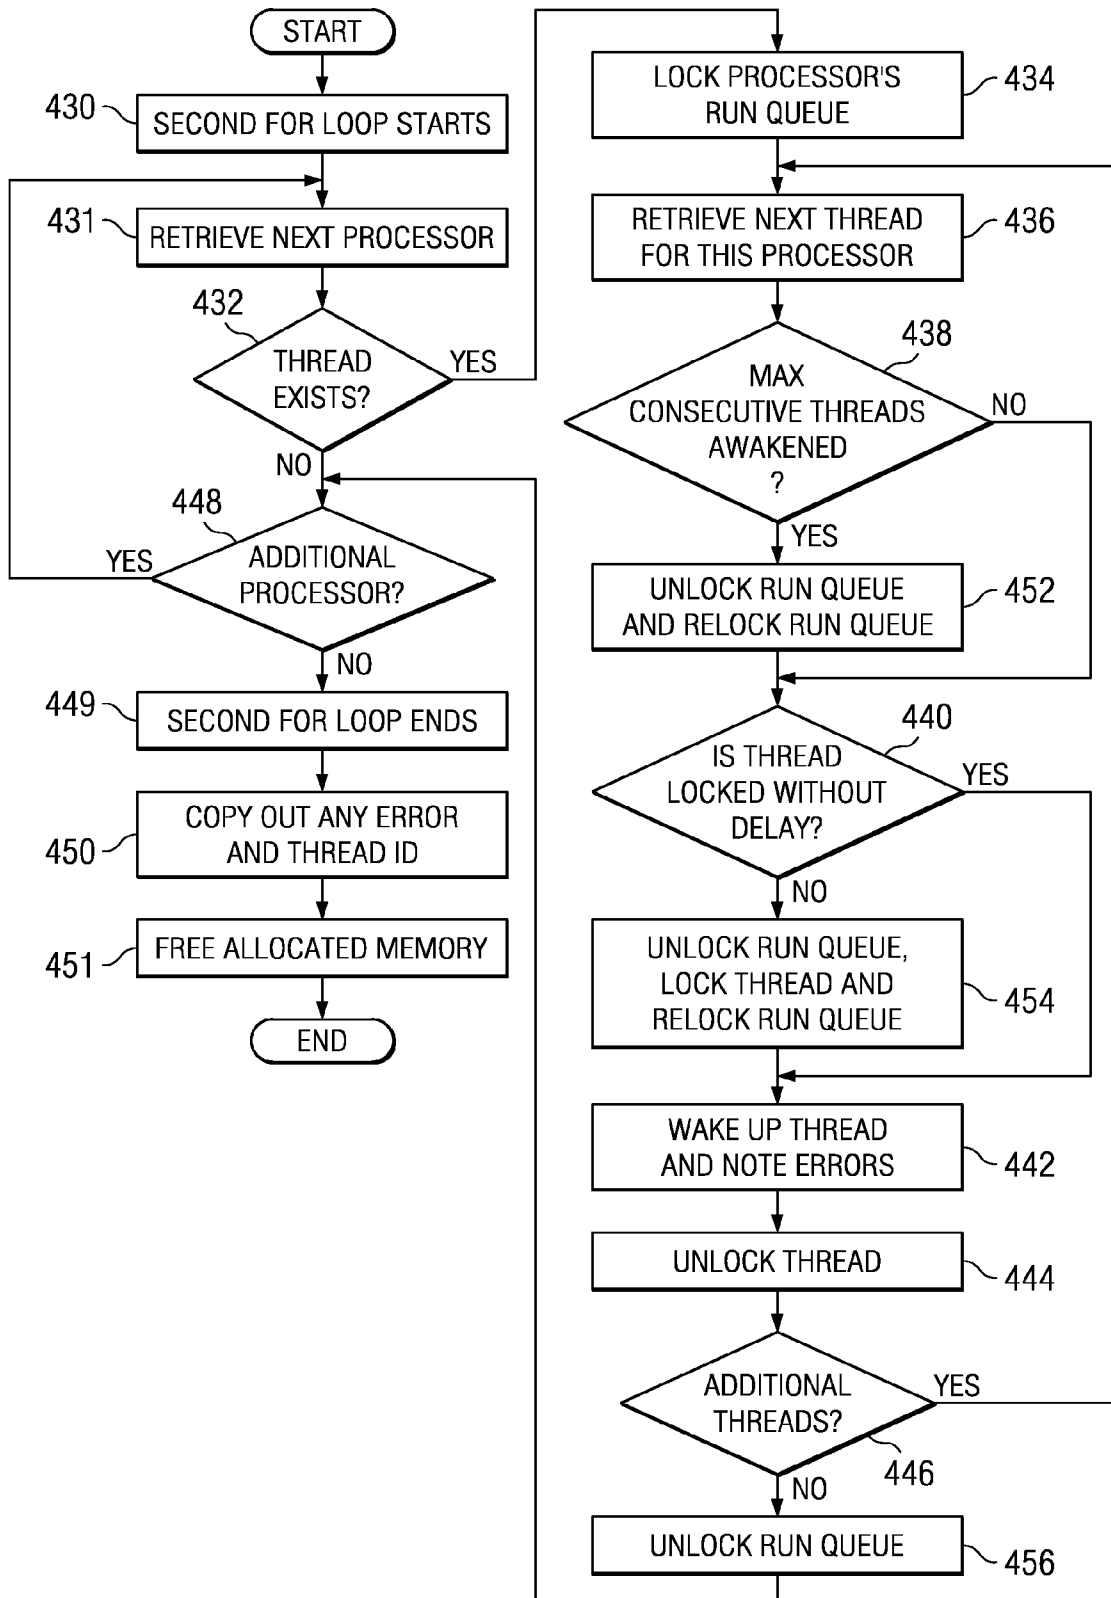 START
430
SECOND FOR LOOP STARTS
431
RETRIEVE NEXT PROCESSOR
432
THREAD
EXISTS?
YES
NO
448
ADDITIONAL
PROCESSOR?
YES
NO
449
SECOND FOR LOOP ENDS
450
COPY OUT ANY ERROR
AND THREAD ID
451
FREE ALLOCATED MEMORY
END
LOCK PROCESSOR'S
RUN QUEUE
434
RETRIEVE NEXT THREAD
FOR THIS PROCESSOR
436
438
MAX
CONSECUTIVE THREADS
AWAKENED
?
NO
YES
UNLOCK RUN QUEUE
AND RELOCK RUN QUEUE
452
440
IS THREAD
LOCKED WITHOUT
DELAY?
YES
NO
UNLOCK RUN QUEUE,
LOCK THREAD AND
RELOCK RUN QUEUE
454
WAKE UP THREAD
AND NOTE ERRORS
442
UNLOCK THREAD
444
ADDITIONAL
THREADS?
YES
446
NO
UNLOCK RUN QUEUE
456